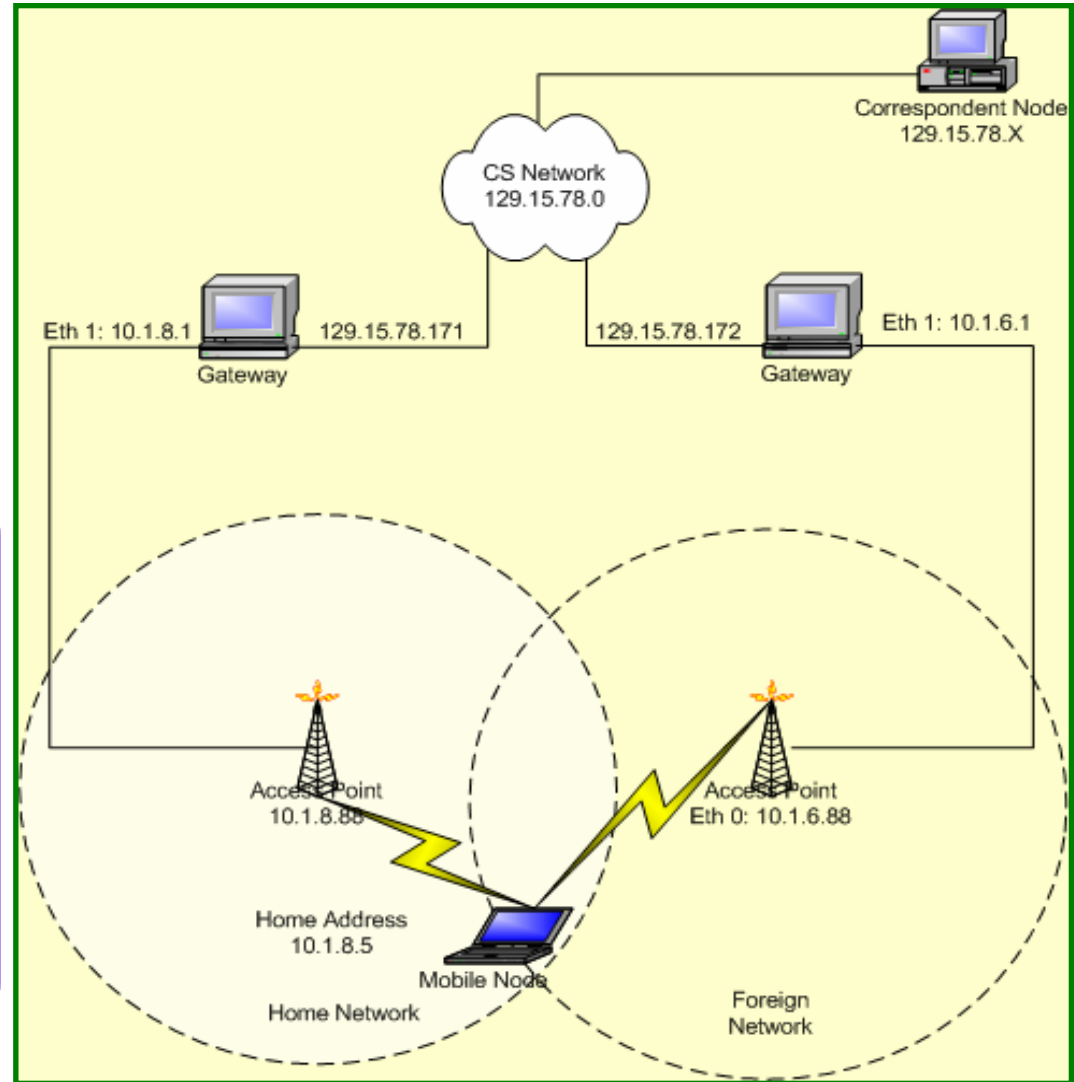 Correspondent Node
129.15.78.X
CS Network
129.15.78.0
Eth 1: 10.1.8.1
129.15.78.171
Gateway
129.15.78.172
Eth 1: 10.1.6.1
Gateway
Access Point
10.1.8.88
Access Point
Eth 0: 10.1.6.88
Home Address
10.1.8.5
Mobile Node
Home Network
Foreign
Network